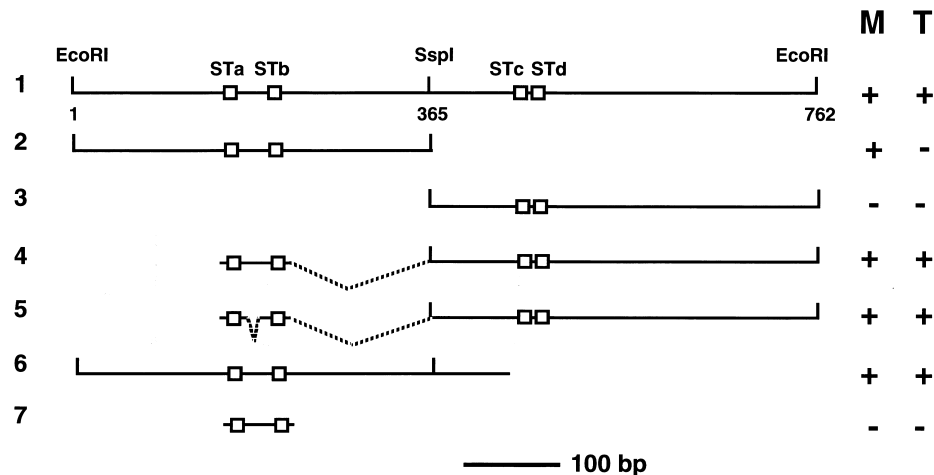 M T
EcoRI SspI EcoRI
STa STb STc STd
1 + +
1 365 762
2 + -
3 - -
4 + +
5 + +
6 + +
7 - -
100 bp